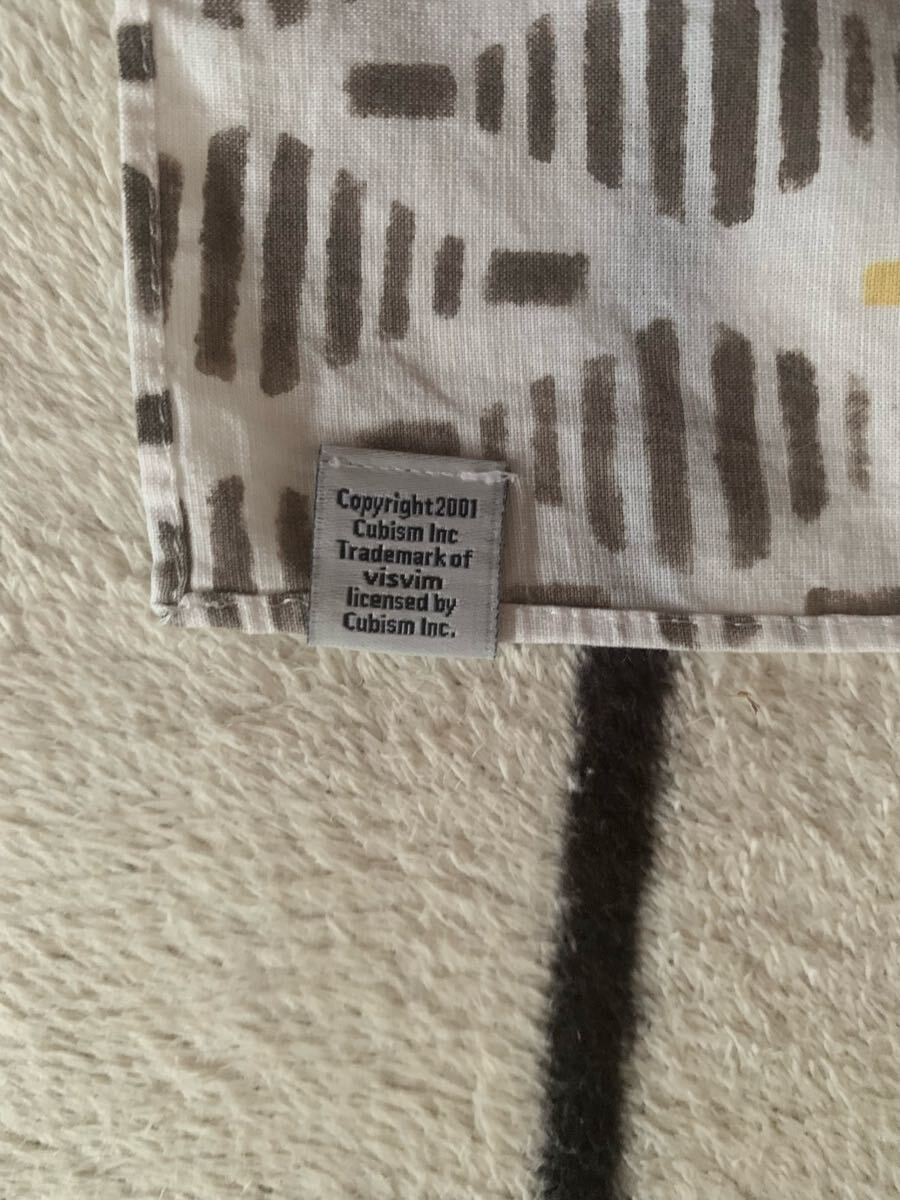 Copyright2001
Cubism Inc
Trademark of
visvim
licensed by
Cubism Inc.